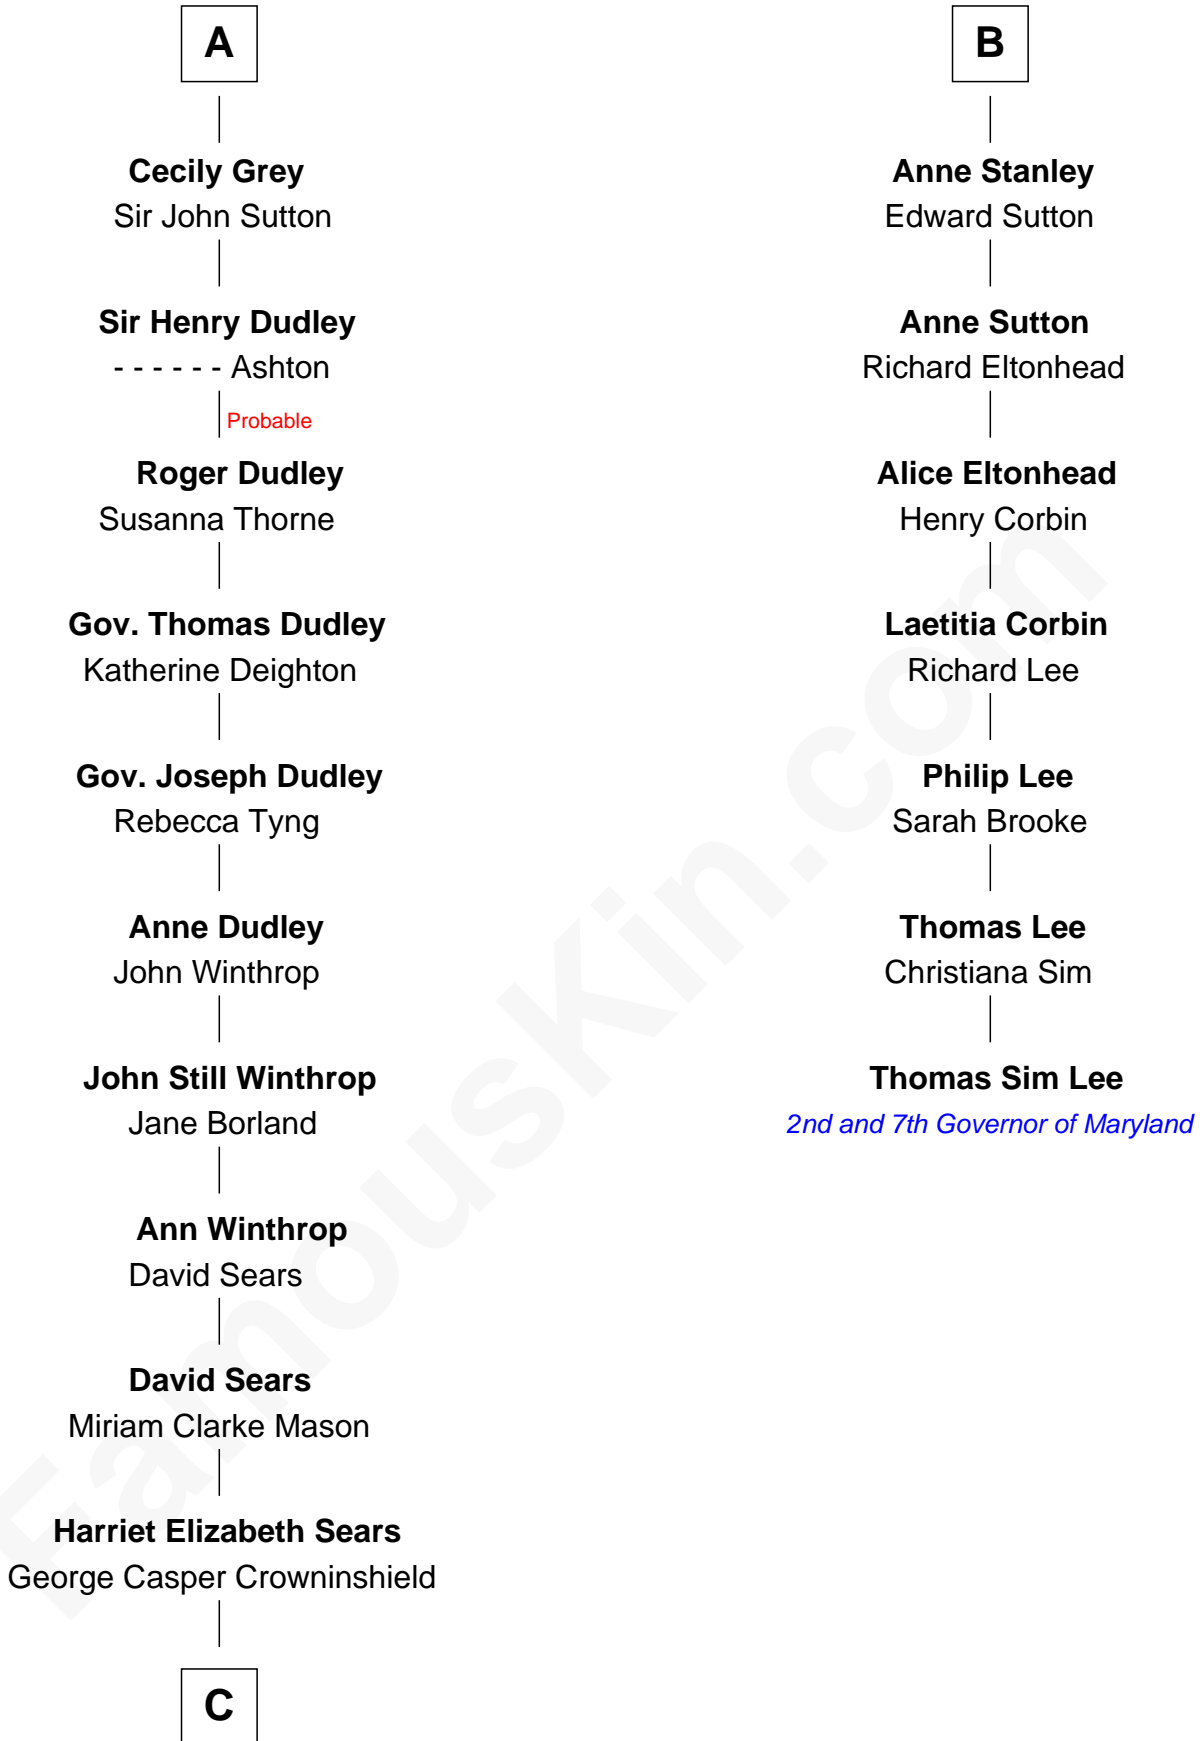 A
Cecily Grey
Sir John Sutton
Sir Henry Dudley
- - - - - - Ashton
Probable
Roger Dudley
Susanna Thorne
Gov. Thomas Dudley
Katherine Deighton
Gov. Joseph Dudley
Rebecca Tyng
Anne Dudley
John Winthrop
John Still Winthrop
Jane Borland
Ann Winthrop
David Sears
David Sears
Miriam Clarke Mason
Harriet Elizabeth Sears
George Casper Crowninshield
C
B
Anne Stanley
Edward Sutton
Anne Sutton
Richard Eltonhead
Alice Eltonhead
Henry Corbin
Laetitia Corbin
Richard Lee
Philip Lee
Sarah Brooke
Thomas Lee
Christiana Sim
Thomas Sim Lee
2nd and 7th Governor of Maryland
FamousKin.com